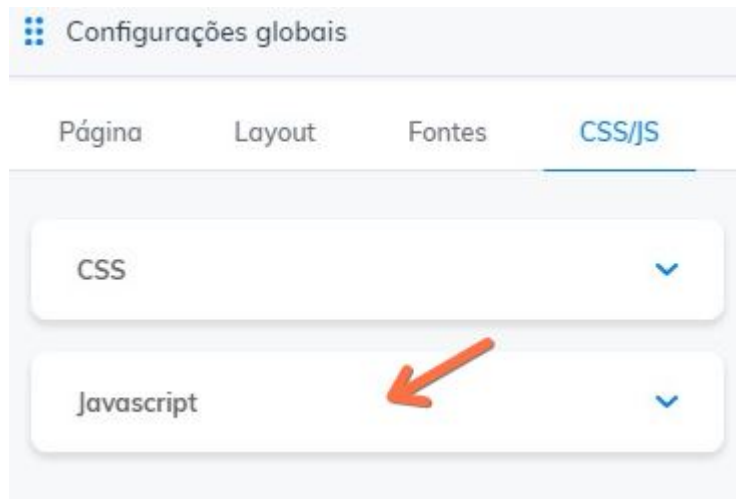 Configurações globais
Página Layout Fontes CSS/JS
CSS
Javascript